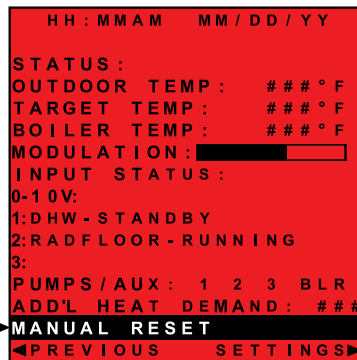 HH:MMAM MM/DD/YY
STATUS:
OUTDOOR TEMP: ###°F
TARGET TEMP: ###°F
BOILER TEMP: ###°F
MODULATION:
INPUT STATUS:
0-10V:
1:DHW-STANDBY
2:RADFLOOR-RUNNING
3:
PUMPS/AUX: 1 2 3 BLR
ADD'L HEAT DEMAND: ###
MANUAL RESET
◀PREVIOUS SETTINGS▶